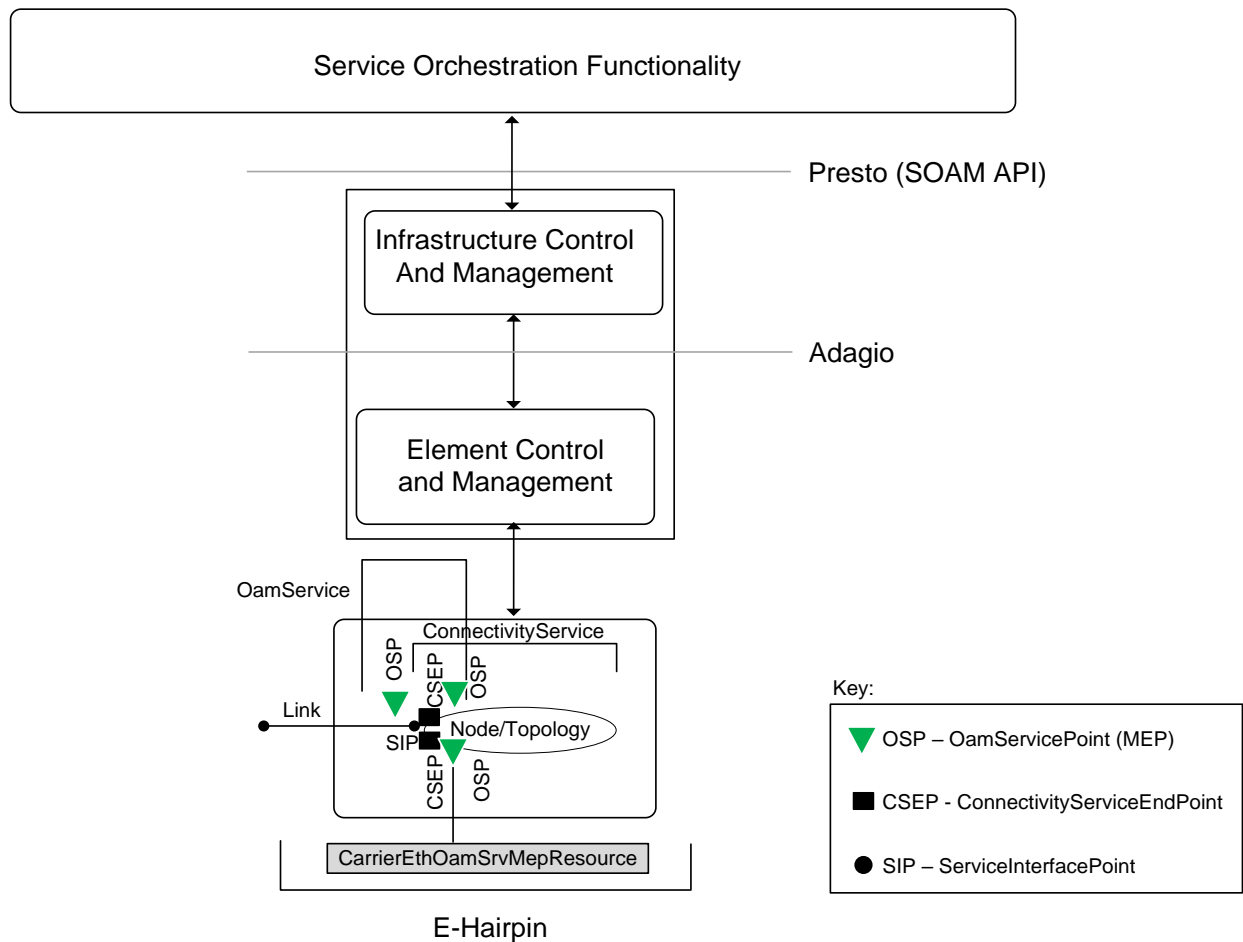 Service Orchestration Functionality
Presto (SOAM API)
Infrastructure Control
And Management
Adagio
Element Control
and Management
OamService
ConnectivityService
OSP
CSEP
OSP
Link
Node/Topology
SIP
CSEP
OSP
CarrierEthOamSrvMepResource
E-Hairpin
Key:
OSP – OamServicePoint (MEP)
CSEP - ConnectivityServiceEndPoint
SIP – ServiceInterfacePoint